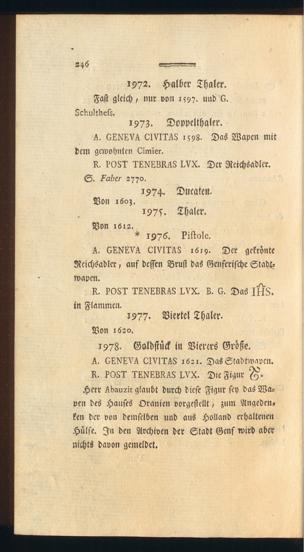 246
1972. Halber Thaler.
Fast gleich, nur von 1597. und G.
Schultheß.
1973. Doppelthaler.
A. GENEVA CIVITAS 1598. Das Wapen mit
dem gewohnten Cimier.
R. POST TENEBRAS LVX. Der Reichsadler.
S. Faber 2770.
1974. Ducaten.
Von 1603.
1975. Thaler.
Von 1612.
* 1976. Pistole.
A. GENEVA CIVITAS 1619. Der gekrönte
Reichsadler, auf dessen Brust das Genferische Stadt-
wapen.
R. POST TENEBRAS LVX. B. G. Das IHS.
in Flammen.
1977. Viertel Thaler.
Von 1620.
1978. Goldstück in Vierers Größe.
A. GENEVA CIVITAS 1621. Das Stadtwapen.
R. POST TENEBRAS LVX. Die Figur
Herr Abauzit glaubt durch diese Figur sey das Wa-
pen des Hauses Oranien vorgestellt, zum Angeden-
ken der von demselben und aus Holland erhaltenen
Hülfe. In den Archiven der Stadt Genf wird aber
nichts davon gemeldet.